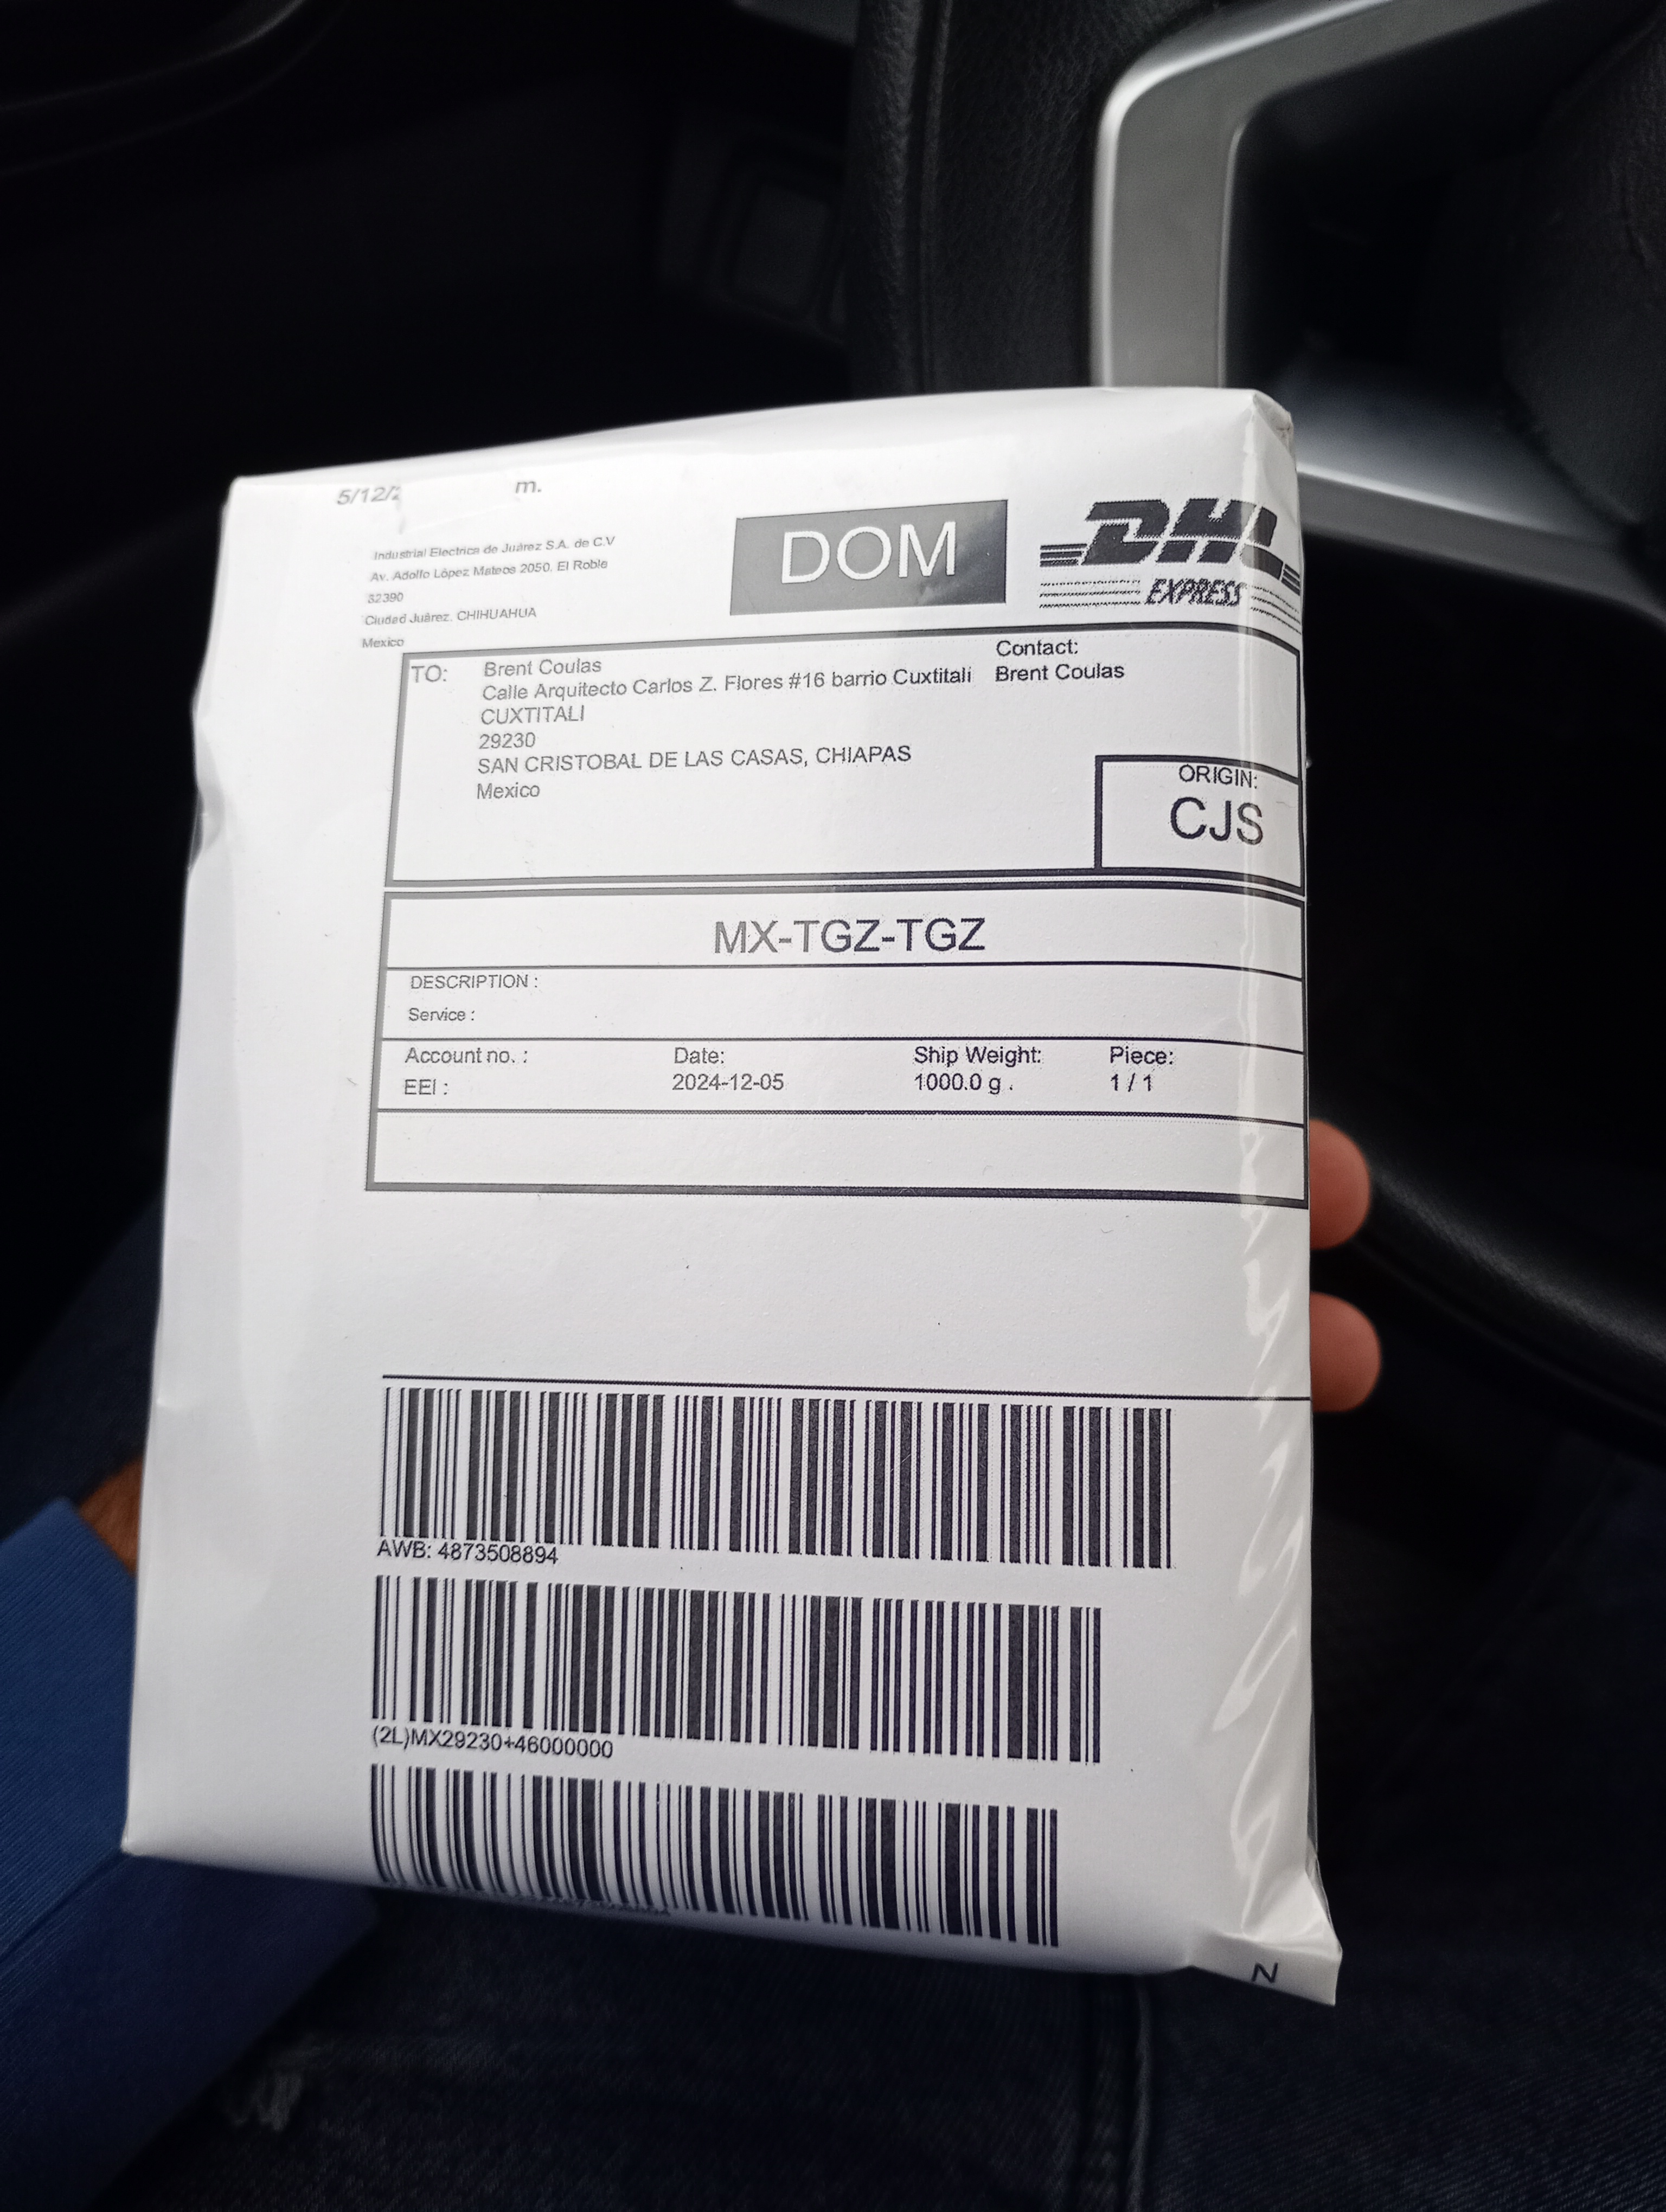 5/12/ m.
DOM
DHL
EXPRESS
Industrial Electrica de Juárez S.A. de C.V
Av. Adolfo López Mateos 2050, El Roble
32390
Ciudad Juárez, CHIHUAHUA
Mexico
TO: Brent Coulas
Calle Arquitecto Carlos Z. Flores #16 barrio Cuxtitali
CUXTITALI
29230
SAN CRISTOBAL DE LAS CASAS, CHIAPAS
Mexico
Contact:
Brent Coulas
ORIGIN:
CJS
MX-TGZ-TGZ
DESCRIPTION :
Service :
Account no. : Date: Ship Weight: Piece:
EEI : 2024-12-05 1000.0 g . 1 / 1
AWB: 4873508894
(2L)MX29230+46000000
N